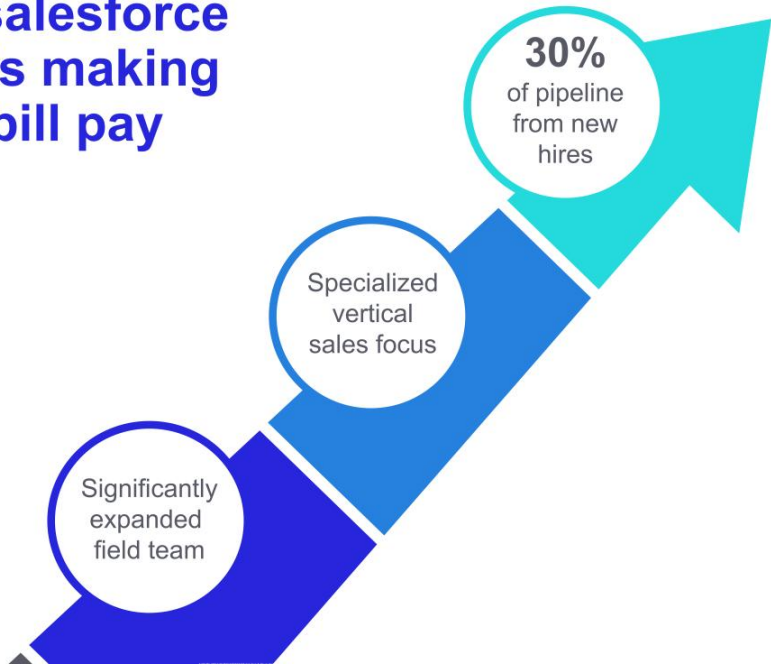 salesforce
s making
bill pay
30%
of pipeline
from new
hires
Specialized
vertical
sales focus
Significantly
expanded
field team